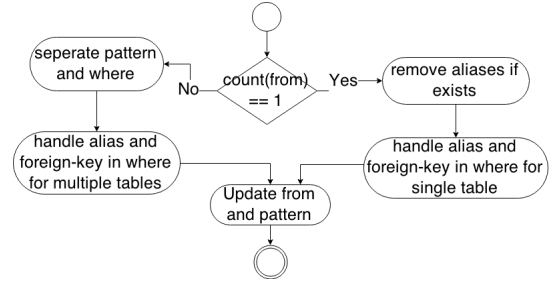 seperate pattern
and where
No
count(from)
== 1
Yes
remove aliases if
exists
handle alias and
foreign-key in where
for multiple tables
handle alias and
foreign-key in where for
single table
Update from
and pattern